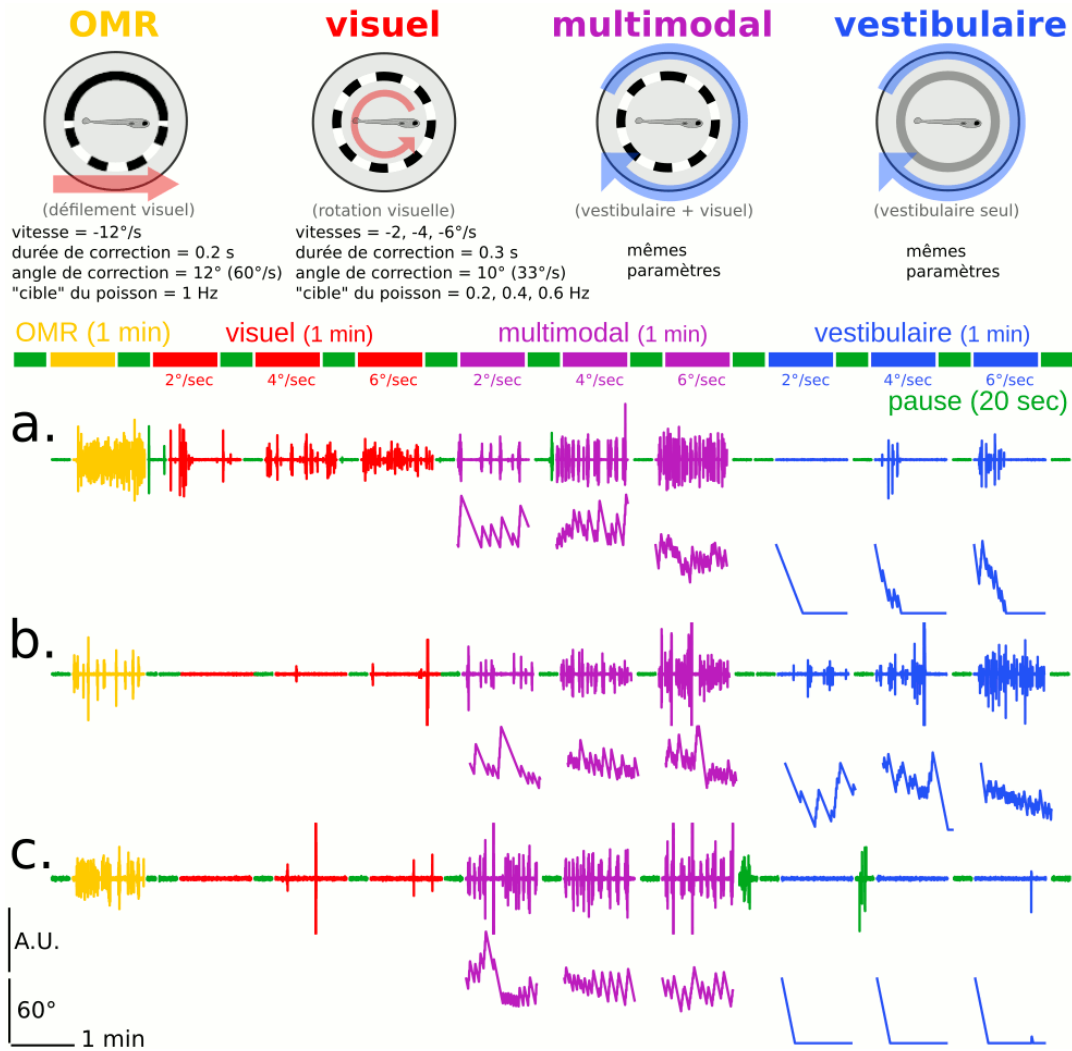 OMR
visuel
multimodal
vestibulaire
(défilement visuel)
(rotation visuelle)
(vestibulaire + visuel)
(vestibulaire seul)
vitesse = -12°/s
durée de correction = 0.2 s
angle de correction = 12° (60°/s)
"cible" du poisson = 1 Hz
vitesses = -2, -4, -6°/s
durée de correction = 0.3 s
angle de correction = 10° (33°/s)
"cible" du poisson = 0.2, 0.4, 0.6 Hz
mêmes
paramètres
mêmes
paramètres
OMR (1 min)
visuel (1 min)
multimodal (1 min)
vestibulaire (1 min)
2°/sec
4°/sec
6°/sec
2°/sec
4°/sec
6°/sec
2°/sec
4°/sec
6°/sec
pause (20 sec)
a.
b.
c.
A.U.
60°
1 min